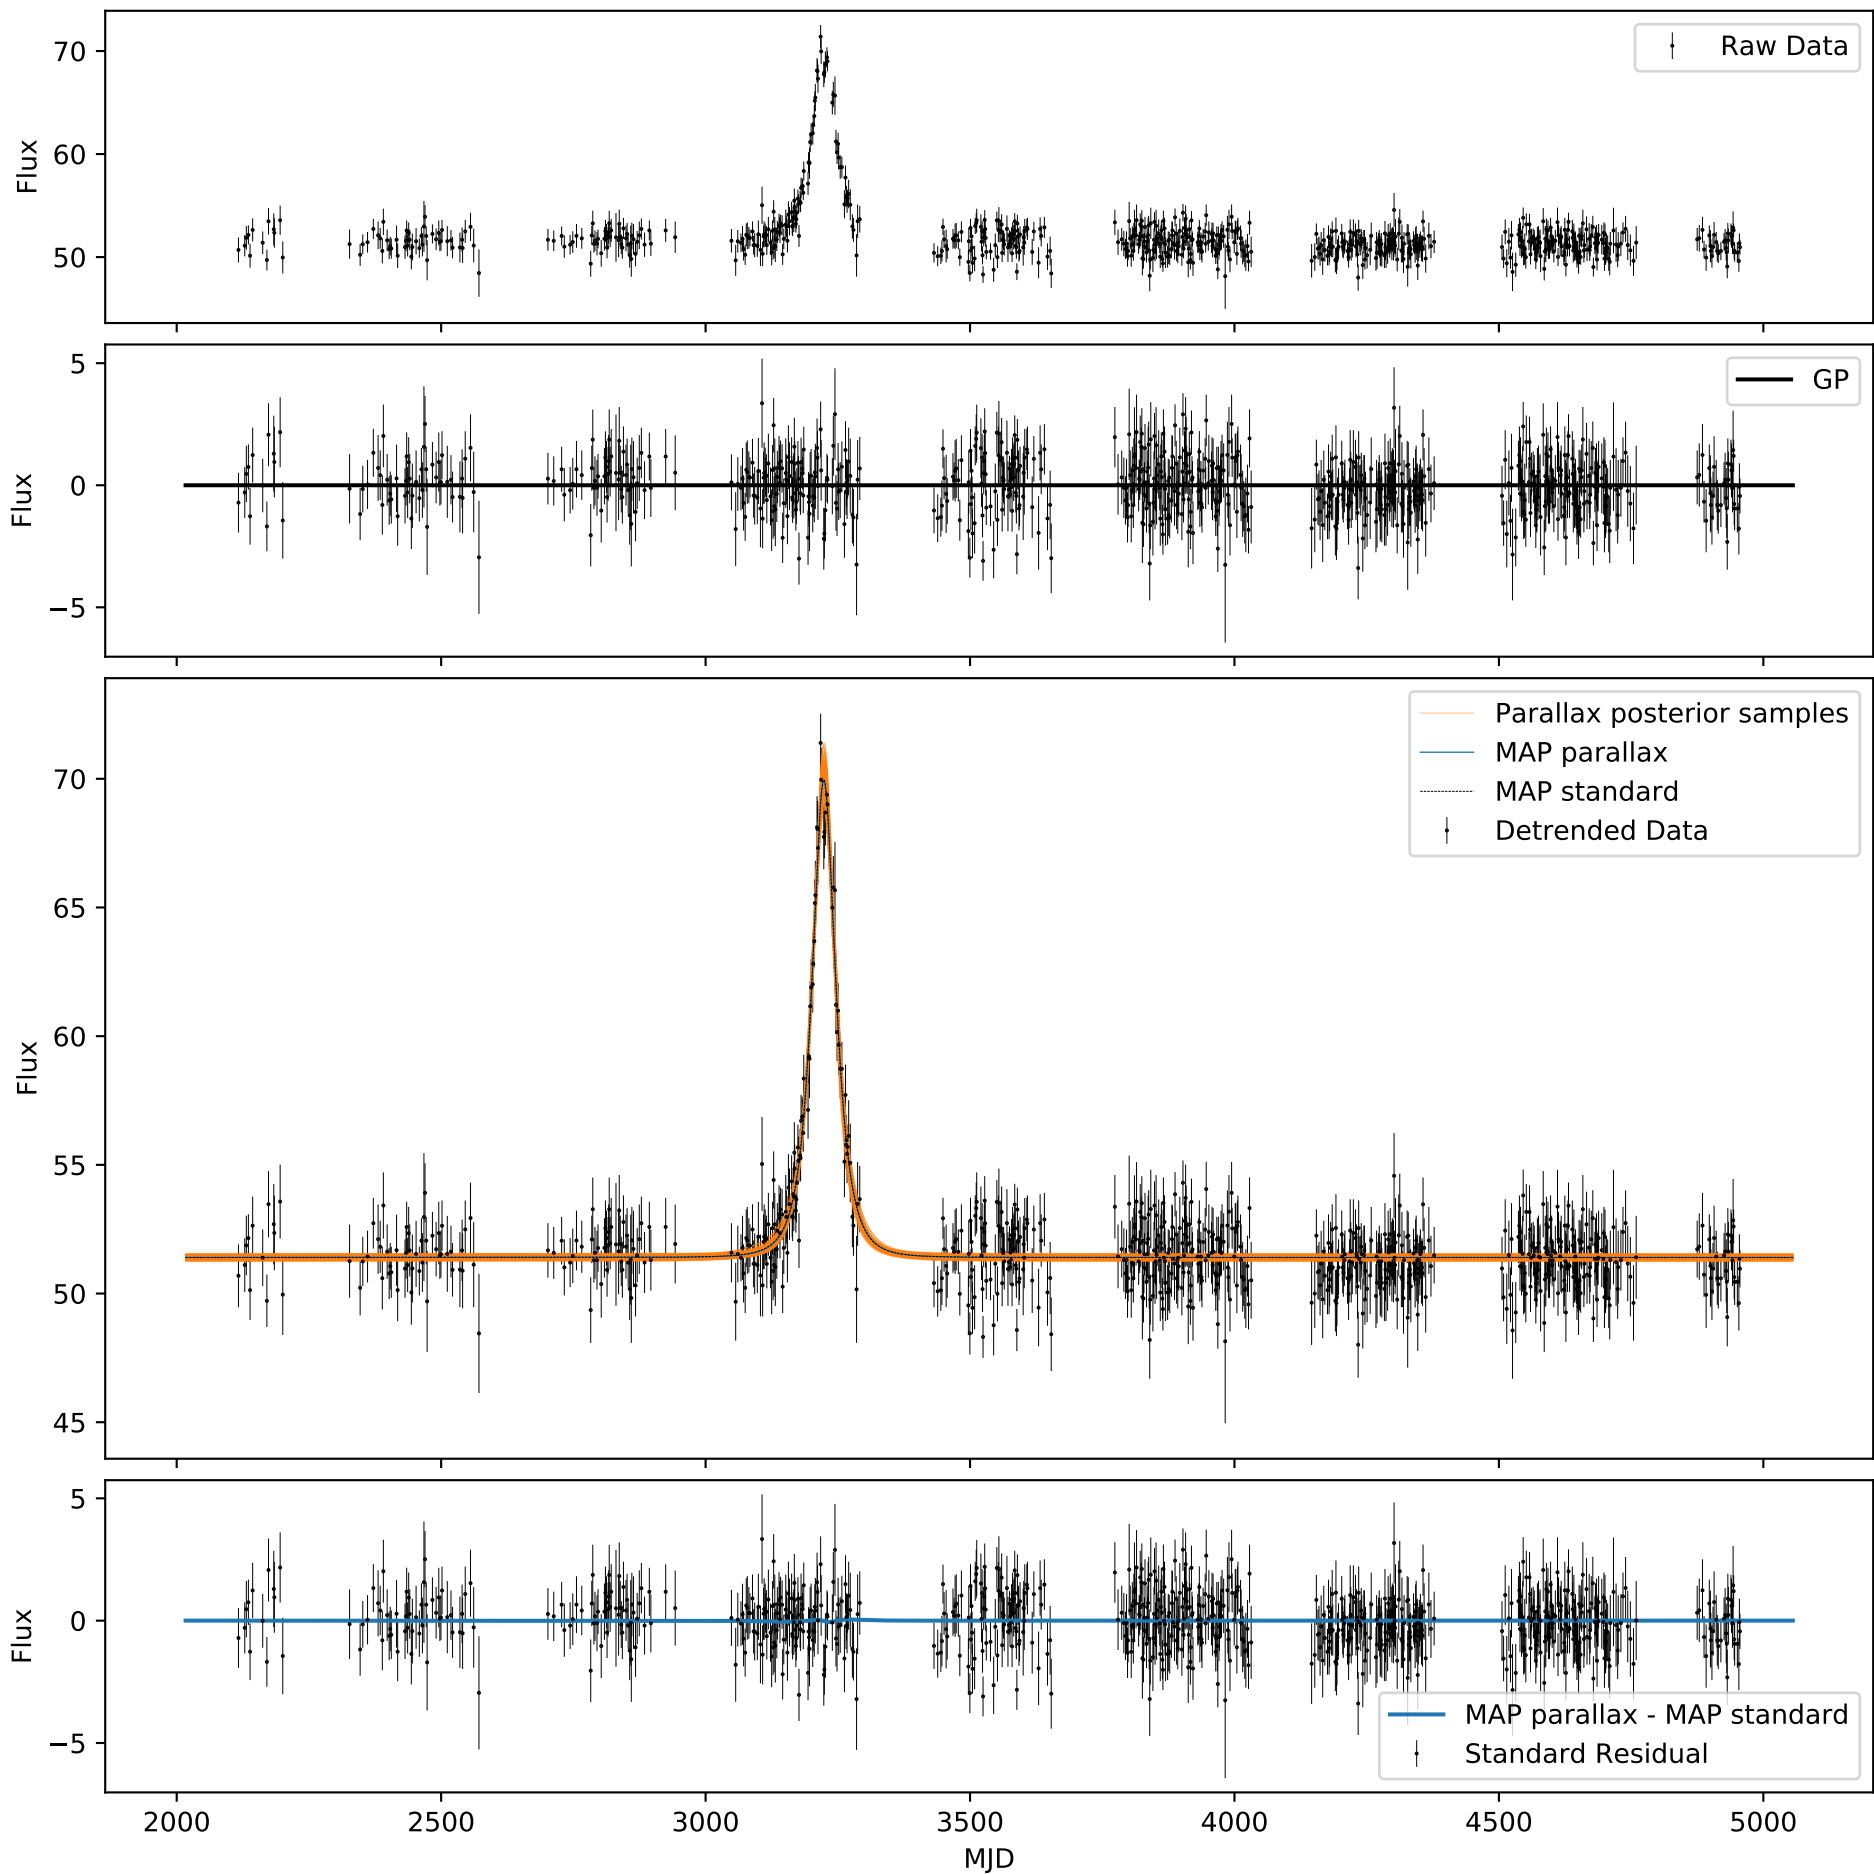 70
60
50
Flux
Raw Data
5
0
−5
Flux
GP
70
65
60
55
50
45
Flux
Parallax posterior samples
MAP parallax
MAP standard
Detrended Data
5
0
−5
Flux
MAP parallax - MAP standard
Standard Residual
2000 2500 3000 3500 4000 4500 5000
MJD